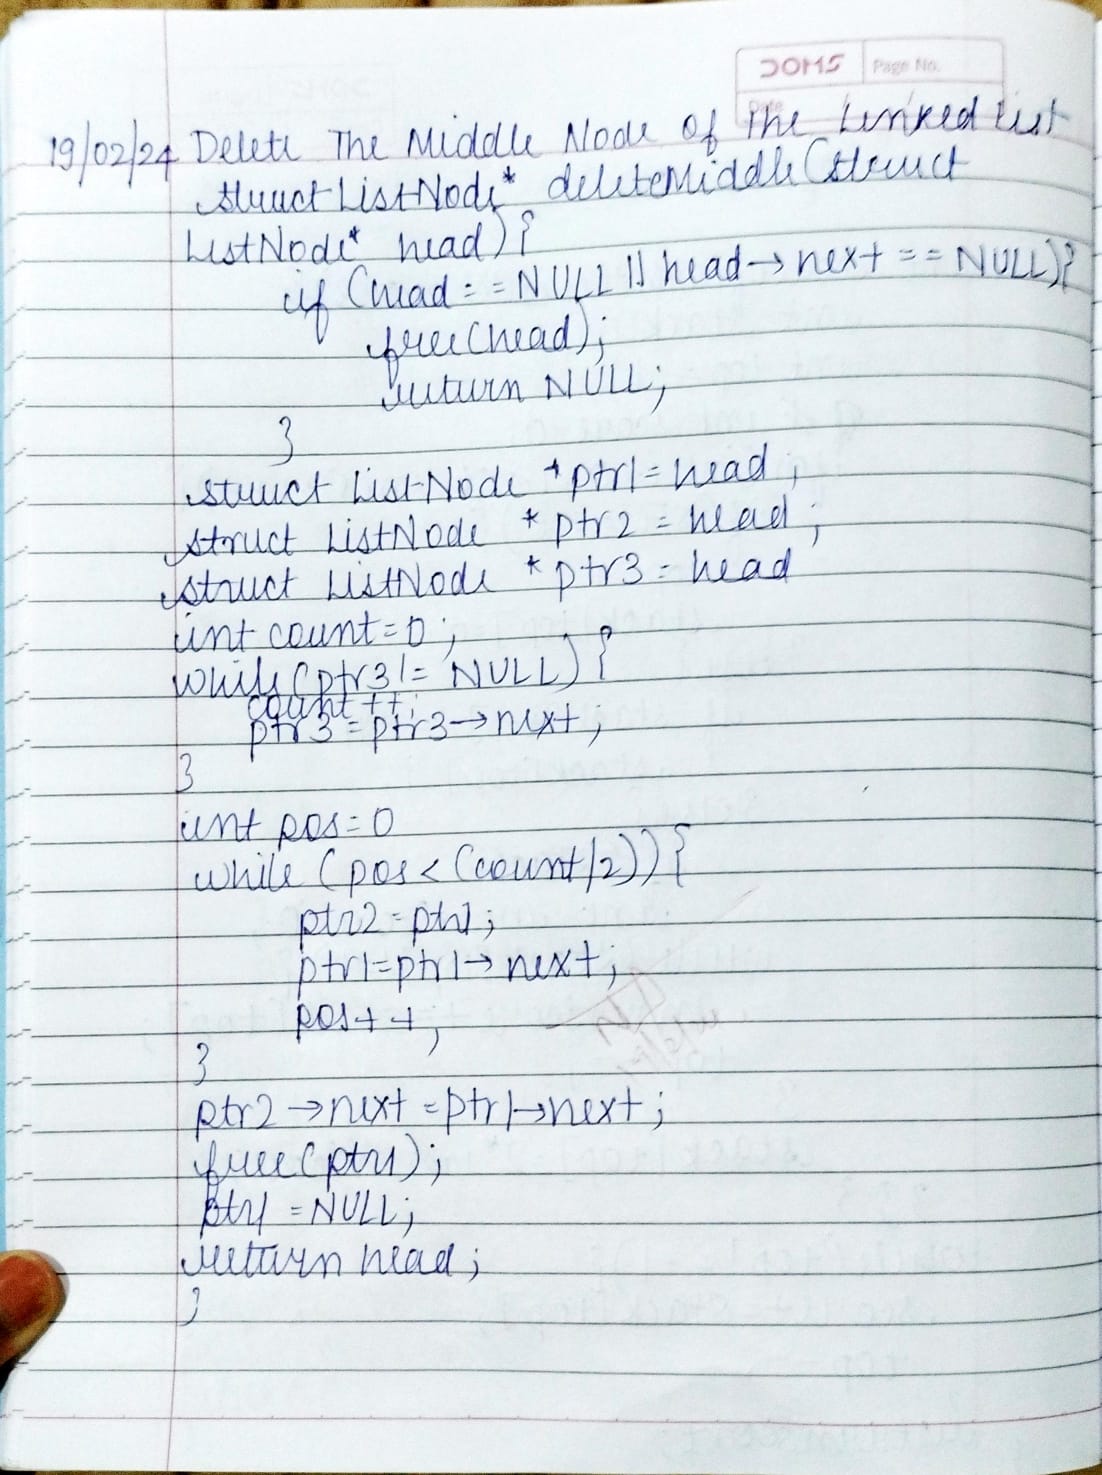 DOMS Page No.
Date
19/02/24 Delete The Middle Node of The Linked List
struct ListNode* deleteMiddle(struct
ListNode* head){
if (head == NULL || head→next == NULL){
free(head);
return NULL;
}
struct ListNode *ptr1=head;
struct ListNode *ptr2=head;
struct ListNode *ptr3=head
int count=0;
while(ptr3!=NULL){
count++;
ptr3=ptr3→next;
}
int pos=0
while (pos<(count/2)){
ptr2=ptr1;
ptr1=ptr1→next;
pos++;
}
ptr2→next=ptr1→next;
free(ptr1);
ptr1=NULL;
return head;
}